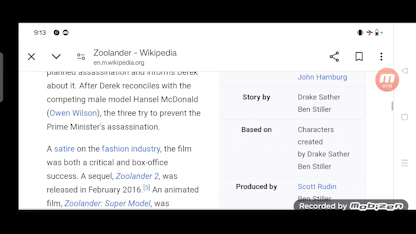 9:13
Zoolander - Wikipedia
en.m.wikipedia.org
planned assassination and informs Derek
about it. After Derek reconciles with the
competing male model Hansel McDonald
(Owen Wilson), the three try to prevent the
Prime Minister's assassination.
A satire on the fashion industry, the film
was both a critical and box-office
success. A sequel, Zoolander 2, was
released in February 2016.[5] An animated
film, Zoolander: Super Model, was
John Hamburg
Story by
Drake Sather
Ben Stiller
Based on
Characters
created
by Drake Sather
Ben Stiller
Produced by
Scott Rudin
Ben Stiller
Recorded by MOBIZEN